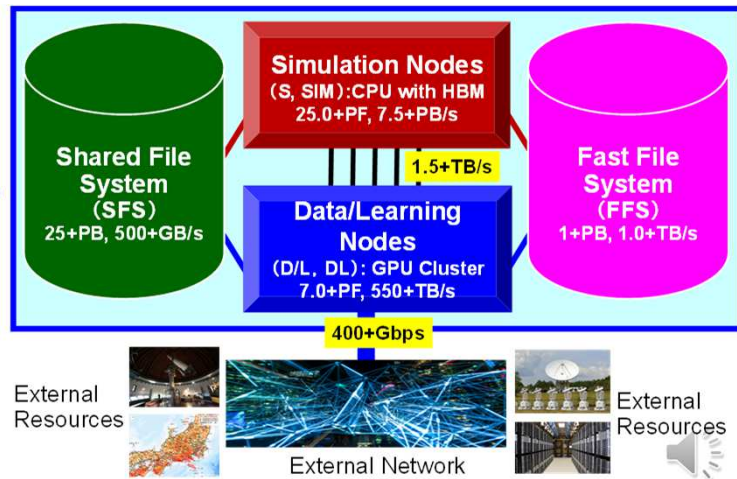 Simulation Nodes
(S, SIM):CPU with HBM
25.0+PF, 7.5+PB/s
Shared File
System
(SFS)
25+PB, 500+GB/s
1.5+TB/s
Fast File
System
(FFS)
1+PB, 1.0+TB/s
Data/Learning
Nodes
(D/L, DL): GPU Cluster
7.0+PF, 550+TB/s
400+Gbps
External
Resources
External
Resources
External Network